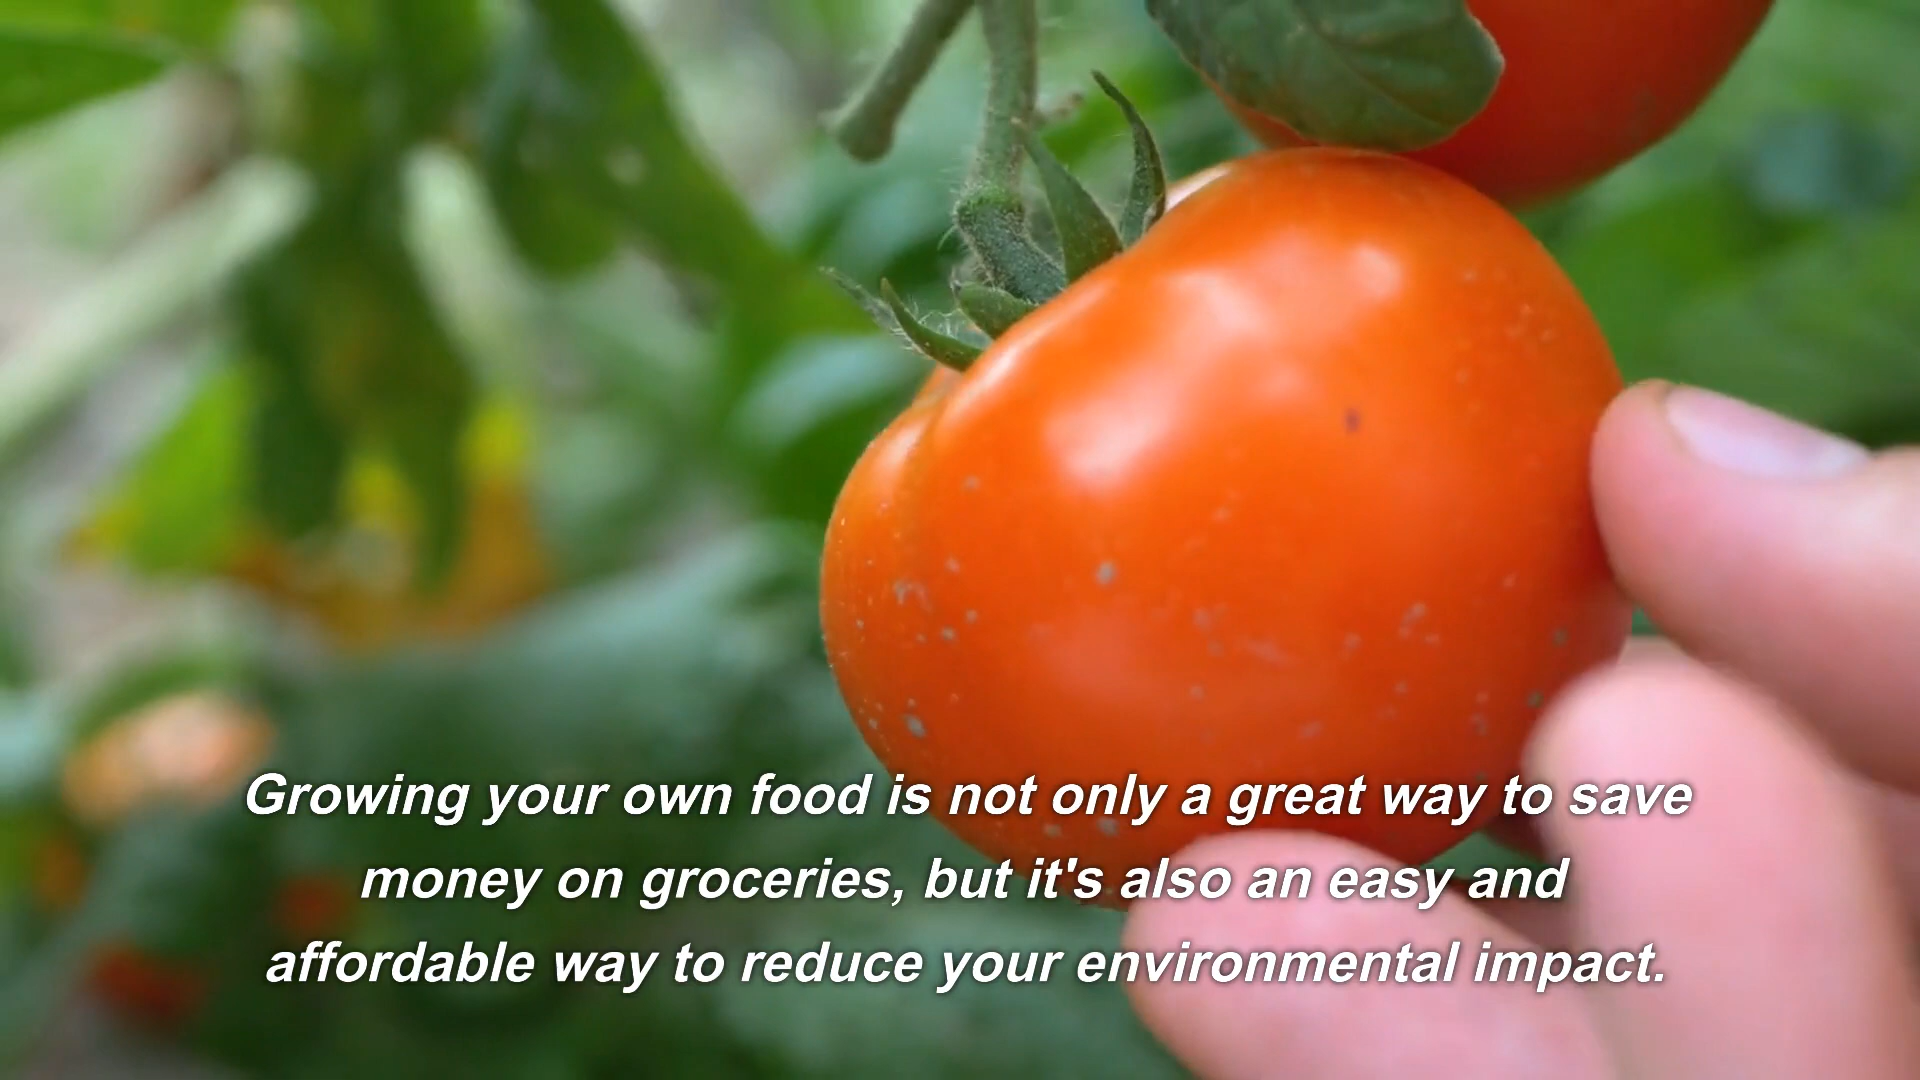 Growing your own food is not only a great way to save
money on groceries, but it's also an easy and
affordable way to reduce your environmental impact.